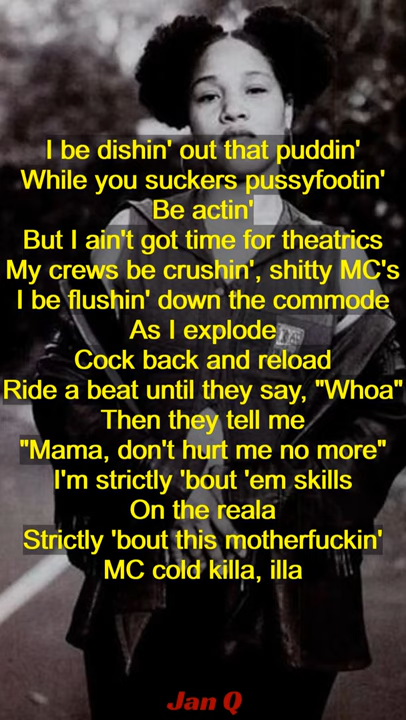 I be dishin' out that puddin'
While you suckers pussyfootin'
Be actin'
But I ain't got time for theatrics
My crews be crushin', shitty MC's
I be flushin' down the commode
As I explode
Cock back and reload
Ride a beat until they say, "Whoa"
Then they tell me
"Mama, don't hurt me no more"
I'm strictly 'bout 'em skills
On the reala
Strictly 'bout this motherfuckin'
MC cold killa, illa
Jan Q